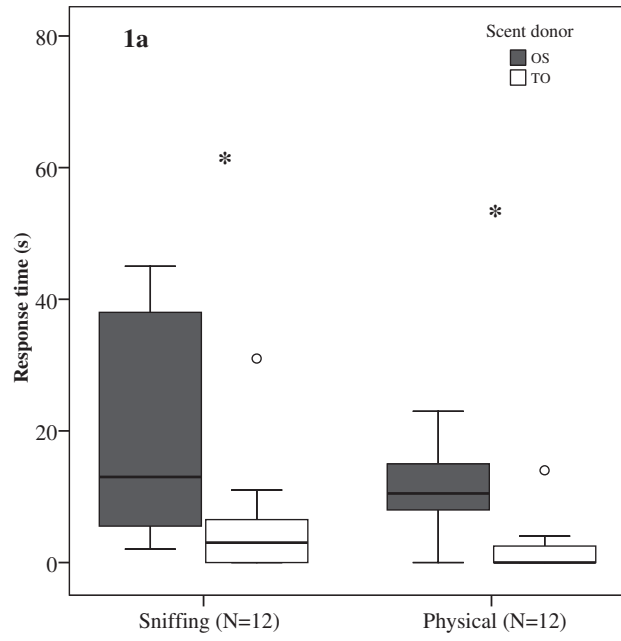 1a
Scent donor
OS
TO
Response time (s)
80
60
40
20
0
*
*
Sniffing (N=12)
Physical (N=12)